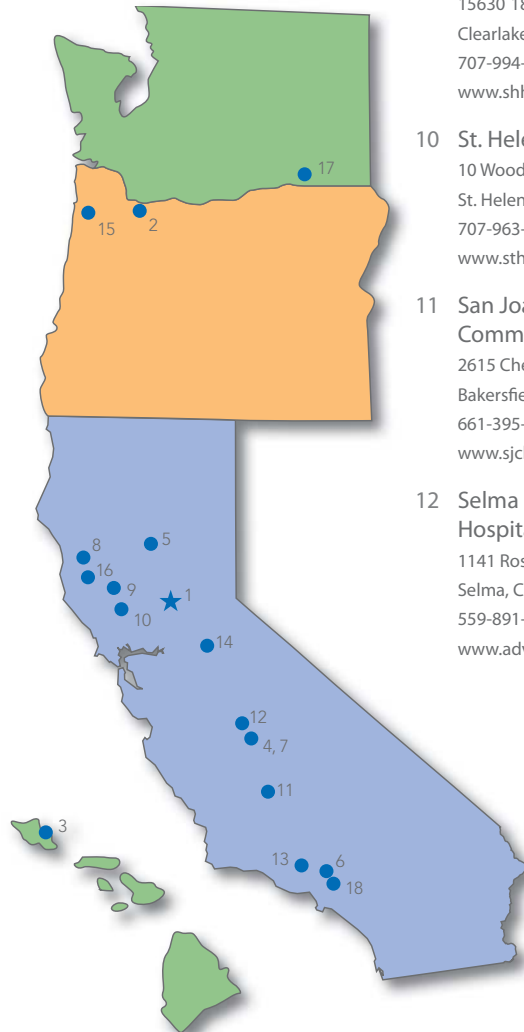 15630 18
Clearlake
707-994-
www.shh
10 St. Hele
10 Wood
St. Helen
707-963-
www.sth
11 San Joa
Commu
2615 Che
Bakersfie
661-395-
www.sjc
12 Selma
Hospita
1141 Ros
Selma, C
559-891-
www.adv
17
15
2
5
8
16
9
1
10
14
12
4, 7
11
3
13
6
18